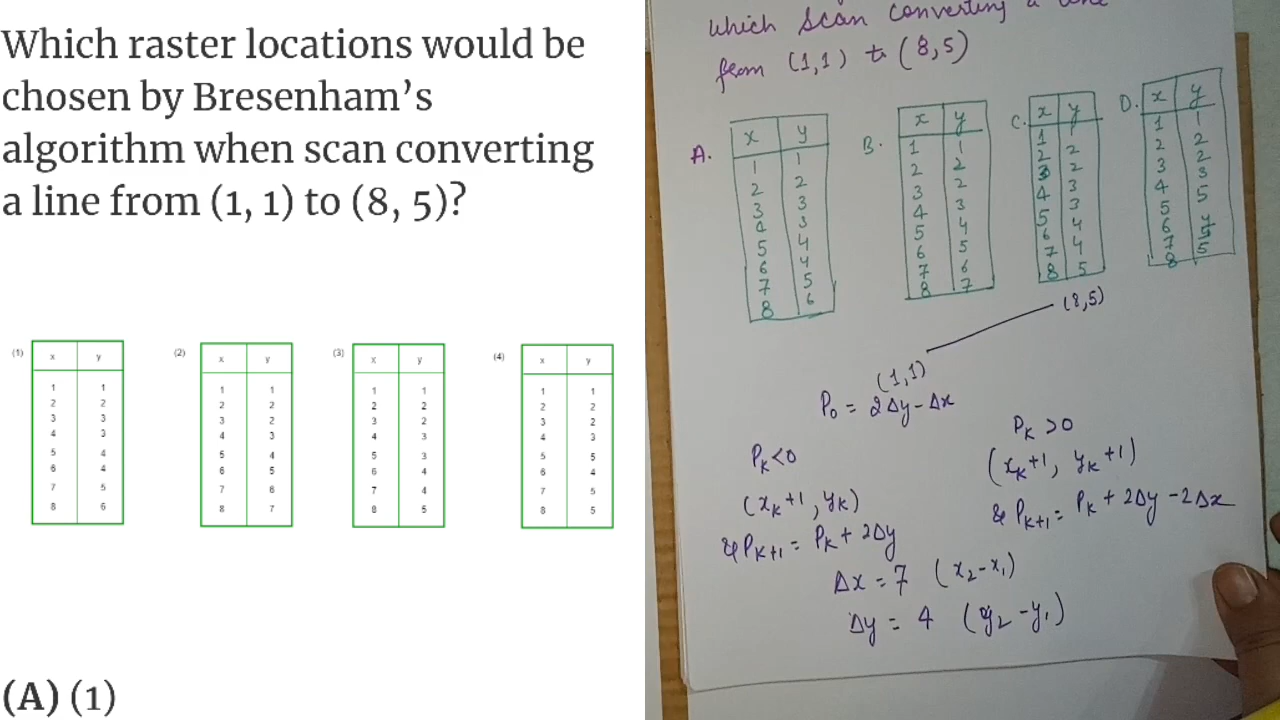 Which raster locations would be
chosen by Bresenham's
algorithm when scan converting
a line from (1, 1) to (8, 5)?
(1) (2) (3) (4)
x y x y x y x y
1 1 1 1 1 1 1 1
2 2 2 2 2 2 2 2
3 3 3 2 3 2 3 2
4 3 4 3 4 3 4 3
5 4 5 4 5 3 5 5
6 4 6 5 6 4 6 4
7 5 7 6 7 4 7 5
8 6 8 7 8 5 8 5
(A) (1)
which scan converting a line
from (1,1) to (8,5)
A. B. C. D.
x y x y x y x y
1 1 1 1 1 1 1 1
2 2 2 2 2 2 2 2
3 3 3 2 3 2 3 2
4 3 4 3 4 3 4 3
5 4 5 4 5 3 5 5
6 4 6 5 6 4 6 4
7 5 7 6 7 4 7 5
8 6 8 7 8 5 8 5
(8,5)
(1,1)
P0 = 2Δy - Δx
Pk<0 Pk >0
(xk+1, yk) (xk+1, yk+1)
& Pk+1 = Pk + 2Δy & Pk+1 = Pk + 2Δy - 2Δx
Δx = 7 (x2-x1)
Δy = 4 (y2-y1)